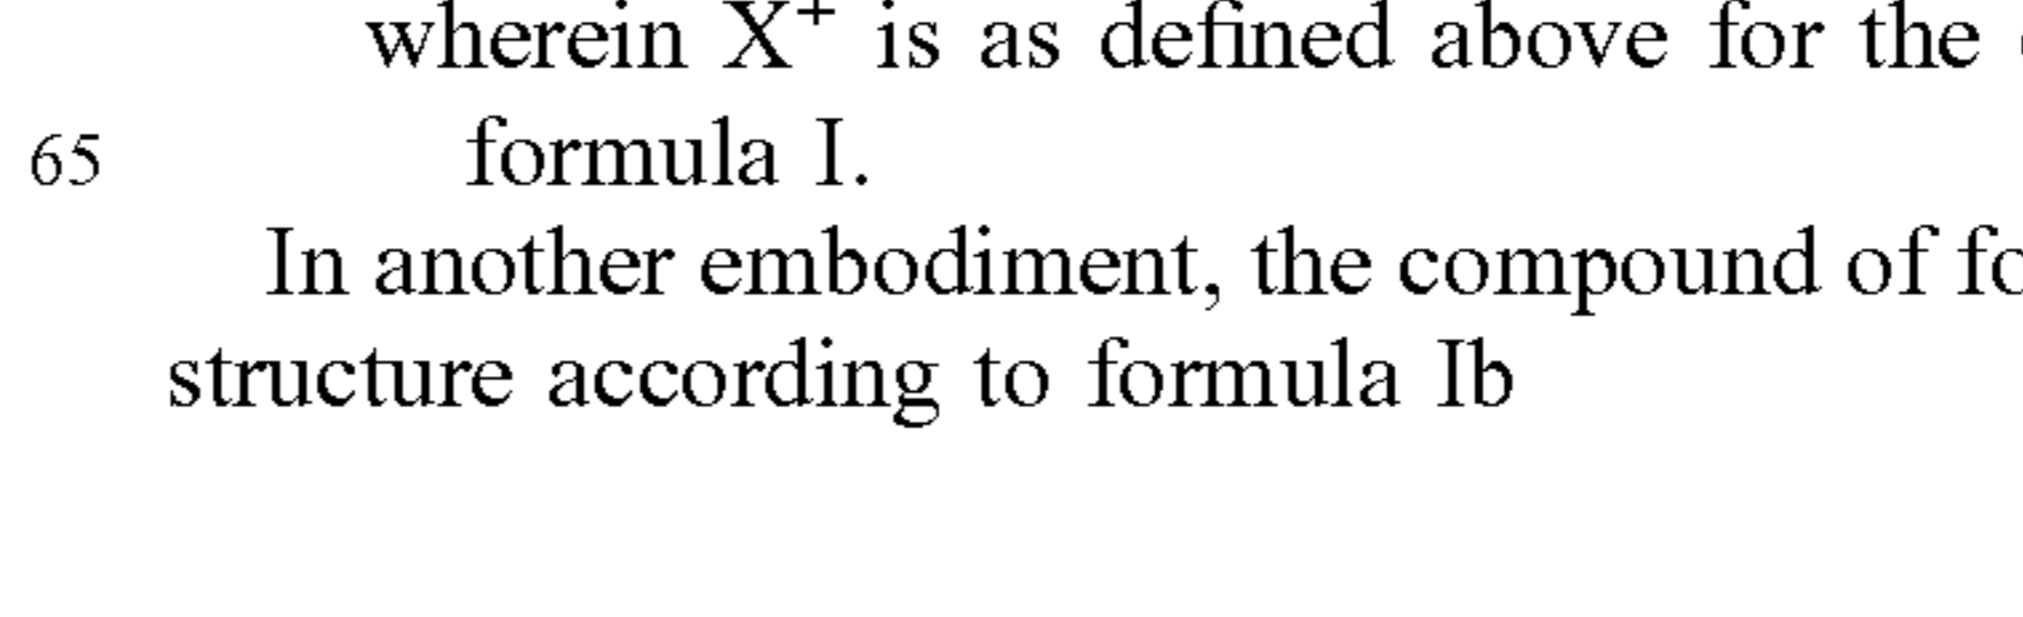 wherein X⁺ is as defined above for the
65 formula I.
In another embodiment, the compound of
structure according to formula Ib